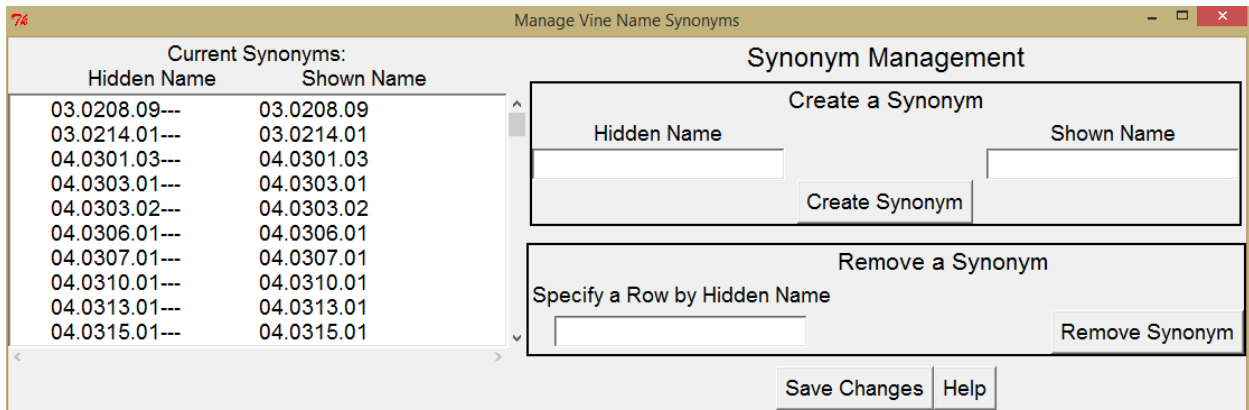 Manage Vine Name Synonyms
Current Synonyms:
Hidden Name Shown Name
03.0208.09--- 03.0208.09
03.0214.01--- 03.0214.01
04.0301.03--- 04.0301.03
04.0303.01--- 04.0303.01
04.0303.02--- 04.0303.02
04.0306.01--- 04.0306.01
04.0307.01--- 04.0307.01
04.0310.01--- 04.0310.01
04.0313.01--- 04.0313.01
04.0315.01--- 04.0315.01
Synonym Management
Create a Synonym
Hidden Name Shown Name
Create Synonym
Remove a Synonym
Specify a Row by Hidden Name
Remove Synonym
Save Changes Help